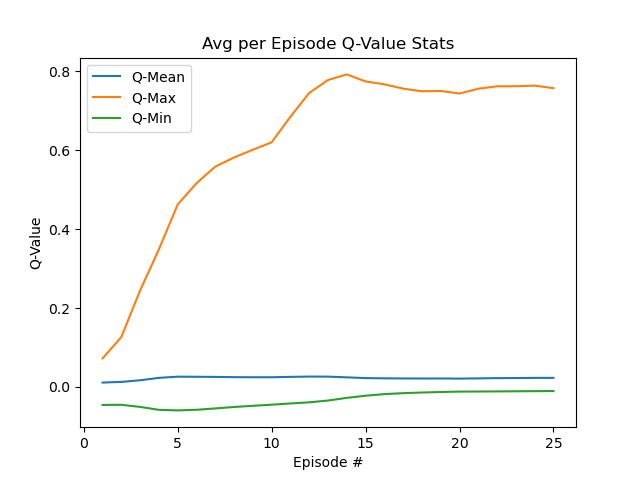 Avg per Episode Q-Value Stats
Q-Mean
Q-Max
Q-Min
Q-Value
0.8
0.6
0.4
0.2
0.0
0 5 10 15 20 25
Episode #